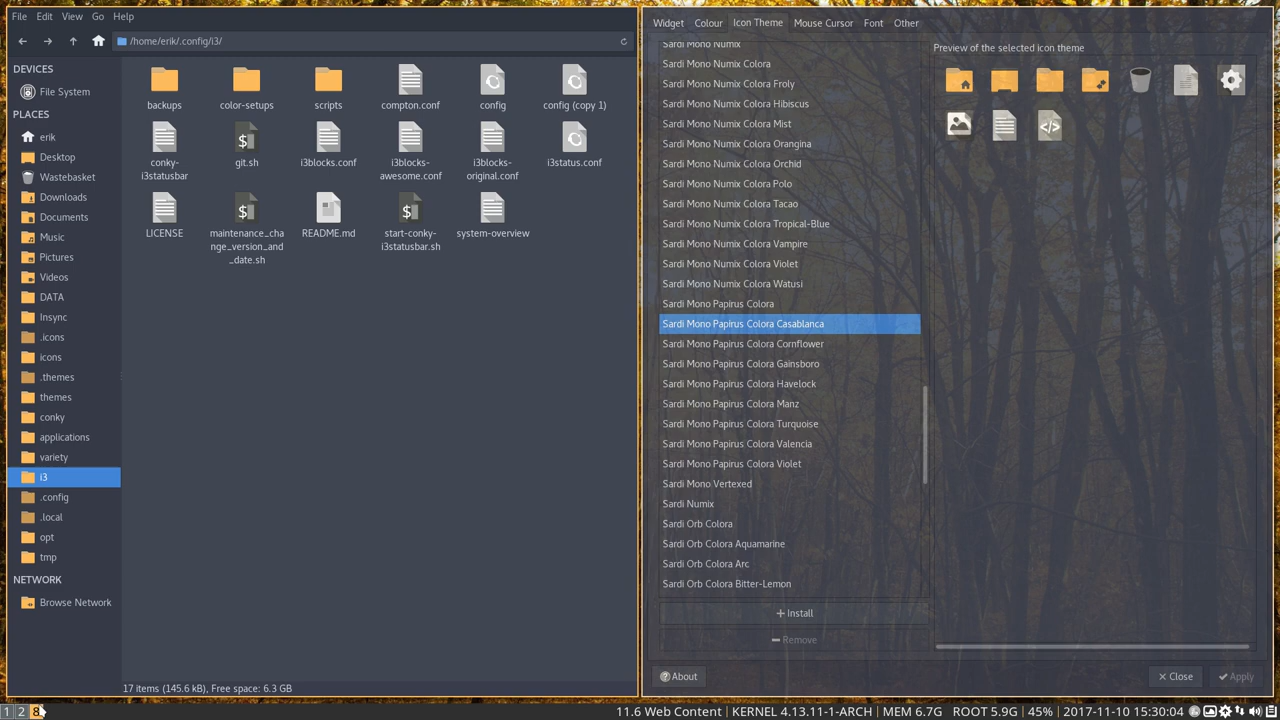 File Edit View Go Help
/home/erik/.config/i3/
DEVICES
File System
PLACES
erik
Desktop
Wastebasket
Downloads
Documents
Music
Pictures
Videos
DATA
Insync
.icons
icons
.themes
themes
conky
applications
variety
i3
.config
.local
opt
tmp
NETWORK
Browse Network
backups color-setups scripts compton.conf config config (copy 1)
conky-
i3statusbar
$
git.sh
i3blocks.conf
i3blocks-
awesome.conf
i3blocks-
original.conf
i3status.conf
LICENSE
$
maintenance_cha
nge_version_and
_date.sh
README.md
$
start-conky-
i3statusbar.sh
system-overview
17 items (145.6 kB), Free space: 6.3 GB
Widget Colour Icon Theme Mouse Cursor Font Other
Sardi Mono Numix
Sardi Mono Numix Colora
Sardi Mono Numix Colora Froly
Sardi Mono Numix Colora Hibiscus
Sardi Mono Numix Colora Mist
Sardi Mono Numix Colora Orangina
Sardi Mono Numix Colora Orchid
Sardi Mono Numix Colora Polo
Sardi Mono Numix Colora Tacao
Sardi Mono Numix Colora Tropical-Blue
Sardi Mono Numix Colora Vampire
Sardi Mono Numix Colora Violet
Sardi Mono Numix Colora Watusi
Sardi Mono Papirus Colora
Sardi Mono Papirus Colora Casablanca
Sardi Mono Papirus Colora Cornflower
Sardi Mono Papirus Colora Gainsboro
Sardi Mono Papirus Colora Havelock
Sardi Mono Papirus Colora Manz
Sardi Mono Papirus Colora Turquoise
Sardi Mono Papirus Colora Valencia
Sardi Mono Papirus Colora Violet
Sardi Mono Vertexed
Sardi Numix
Sardi Orb Colora
Sardi Orb Colora Aquamarine
Sardi Orb Colora Arc
Sardi Orb Colora Bitter-Lemon
Install
Remove
Preview of the selected icon theme
</>
About
Close
Apply
1 2 8
11.6 Web Content | KERNEL 4.13.11-1-ARCH | MEM 6.7G ROOT 5.9G | 45% | 2017-11-10 15:30:04